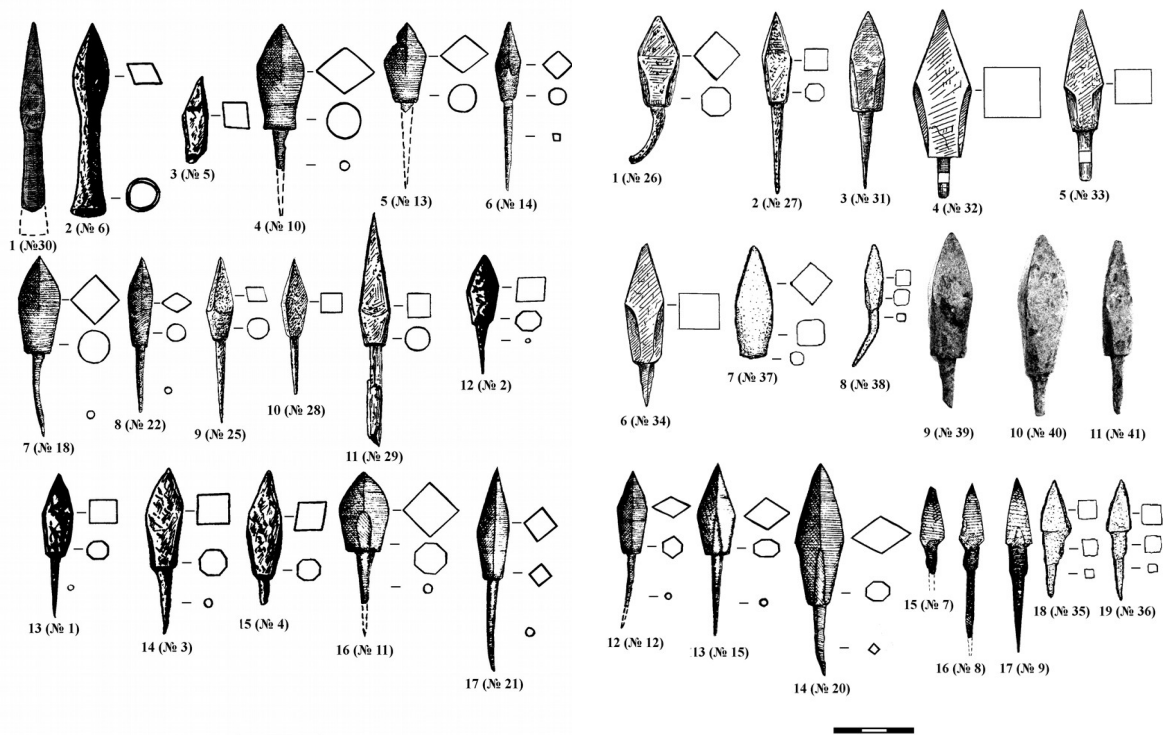 1 (№30)
2 (№ 6)
3 (№ 5)
4 (№ 10)
5 (№ 13)
6 (№ 14)
7 (№ 18)
8 (№ 22)
9 (№ 25)
10 (№ 28)
11 (№ 29)
12 (№ 2)
13 (№ 1)
14 (№ 3)
15 (№ 4)
16 (№ 11)
17 (№ 21)
1 (№ 26)
2 (№ 27)
3 (№ 31)
4 (№ 32)
5 (№ 33)
6 (№ 34)
7 (№ 37)
8 (№ 38)
9 (№ 39)
10 (№ 40)
11 (№ 41)
12 (№ 12)
13 (№ 15)
14 (№ 20)
15 (№ 7)
16 (№ 8)
17 (№ 9)
18 (№ 35)
19 (№ 36)